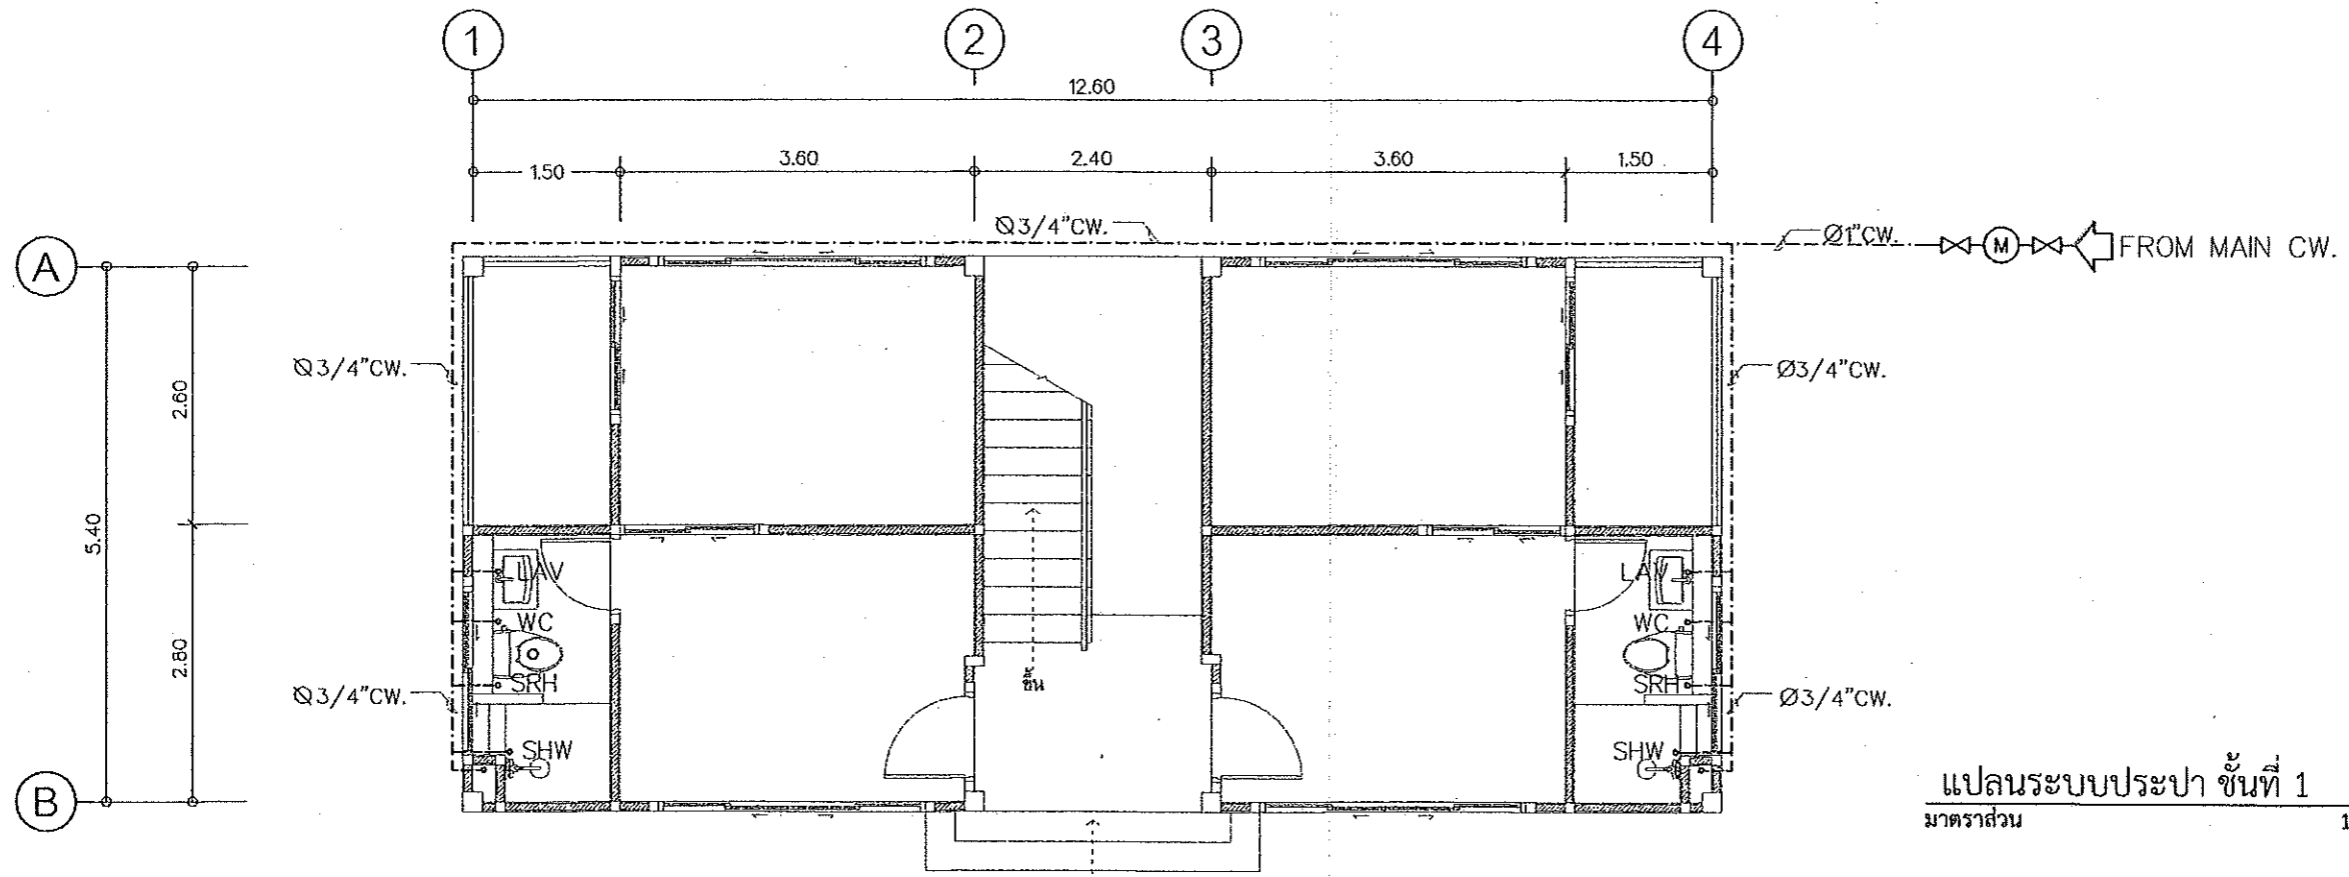 1 2 3 4
12.60
1.50 3.60 2.40 3.60 1.50
Ø3/4"CW. Ø1"CW. M FROM MAIN CW.
A
Ø3/4"CW. Ø3/4"CW.
2.60
5.40
LAV LAV
WC WC
2.80
SRH ขึ้น SRH
Ø3/4"CW. Ø3/4"CW.
SHW SHW
B
แปลนระบบประปา ชั้นที่ 1
มาตราส่วน 1